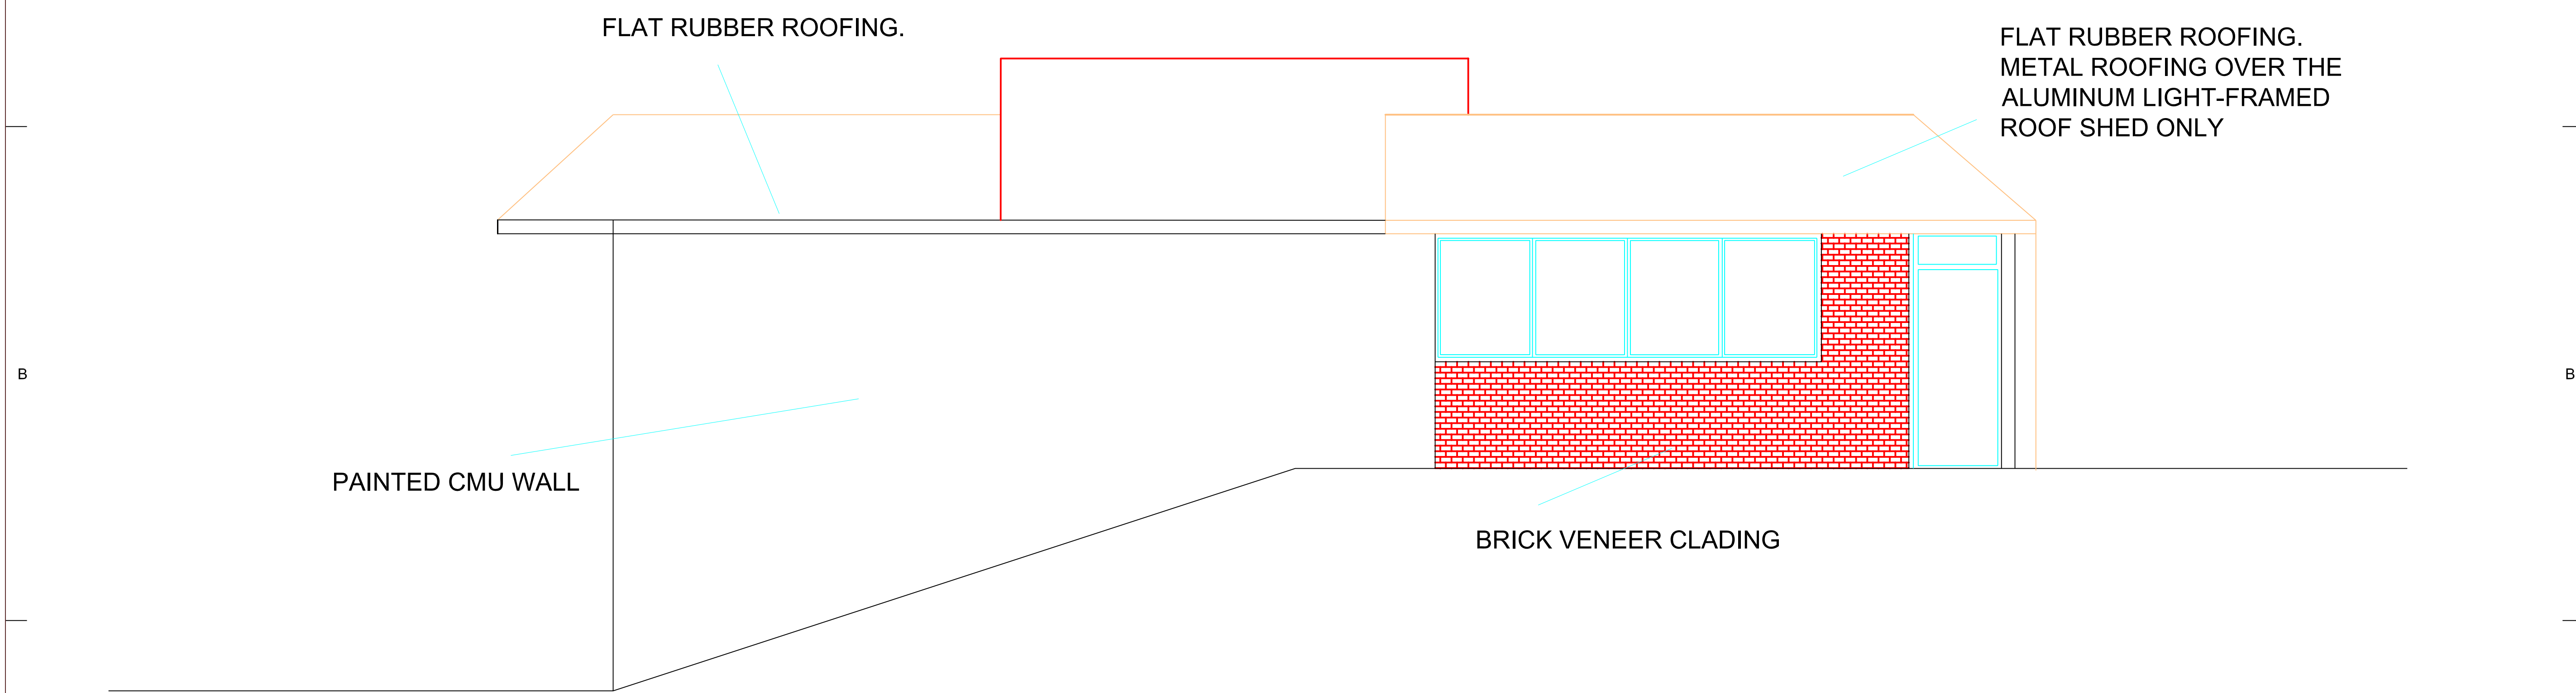 FLAT RUBBER ROOFING.
FLAT RUBBER ROOFING.
METAL ROOFING OVER THE
ALUMINUM LIGHT-FRAMED
ROOF SHED ONLY
B
B
PAINTED CMU WALL
BRICK VENEER CLADING